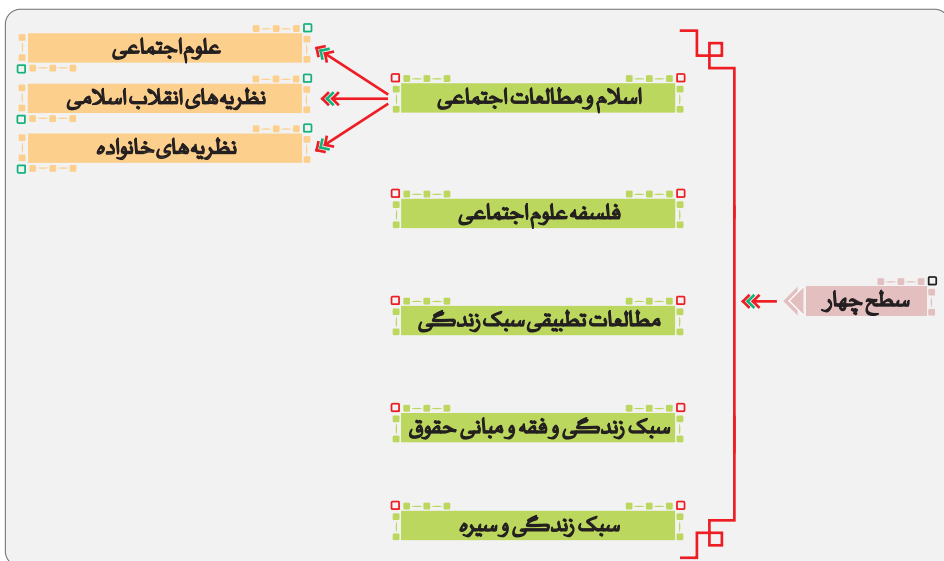 سطح چهار
اسلام و مطالعات اجتماعی
علوم اجتماعی
نظریه‌های انقلاب اسلامی
نظریه‌های خانواده
فلسفه علوم اجتماعی
مطالعات تطبیقی سبک زندگی
سبک زندگی و فقه و مبانی حقوق
سبک زندگی و سیره